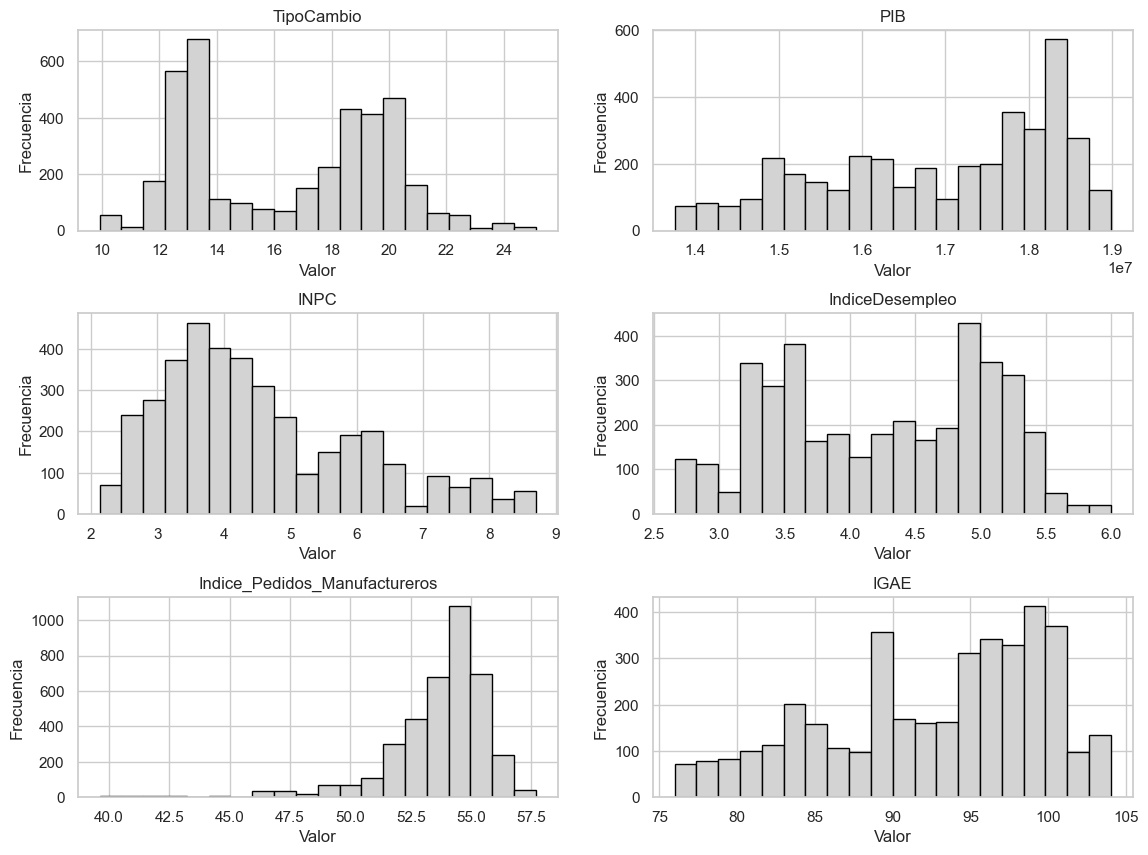 TipoCambio
Frecuencia
600
400
200
0
10 12 14 16 18 20 22 24
Valor
PIB
Frecuencia
600
400
200
0
1.4 1.5 1.6 1.7 1.8 1.9
1e7
Valor
INPC
Frecuencia
400
300
200
100
0
2 3 4 5 6 7 8 9
Valor
IndiceDesempleo
Frecuencia
400
300
200
100
0
2.5 3.0 3.5 4.0 4.5 5.0 5.5 6.0
Valor
Indice_Pedidos_Manufactureros
Frecuencia
1000
800
600
400
200
0
40.0 42.5 45.0 47.5 50.0 52.5 55.0 57.5
Valor
IGAE
Frecuencia
400
300
200
100
0
75 80 85 90 95 100 105
Valor